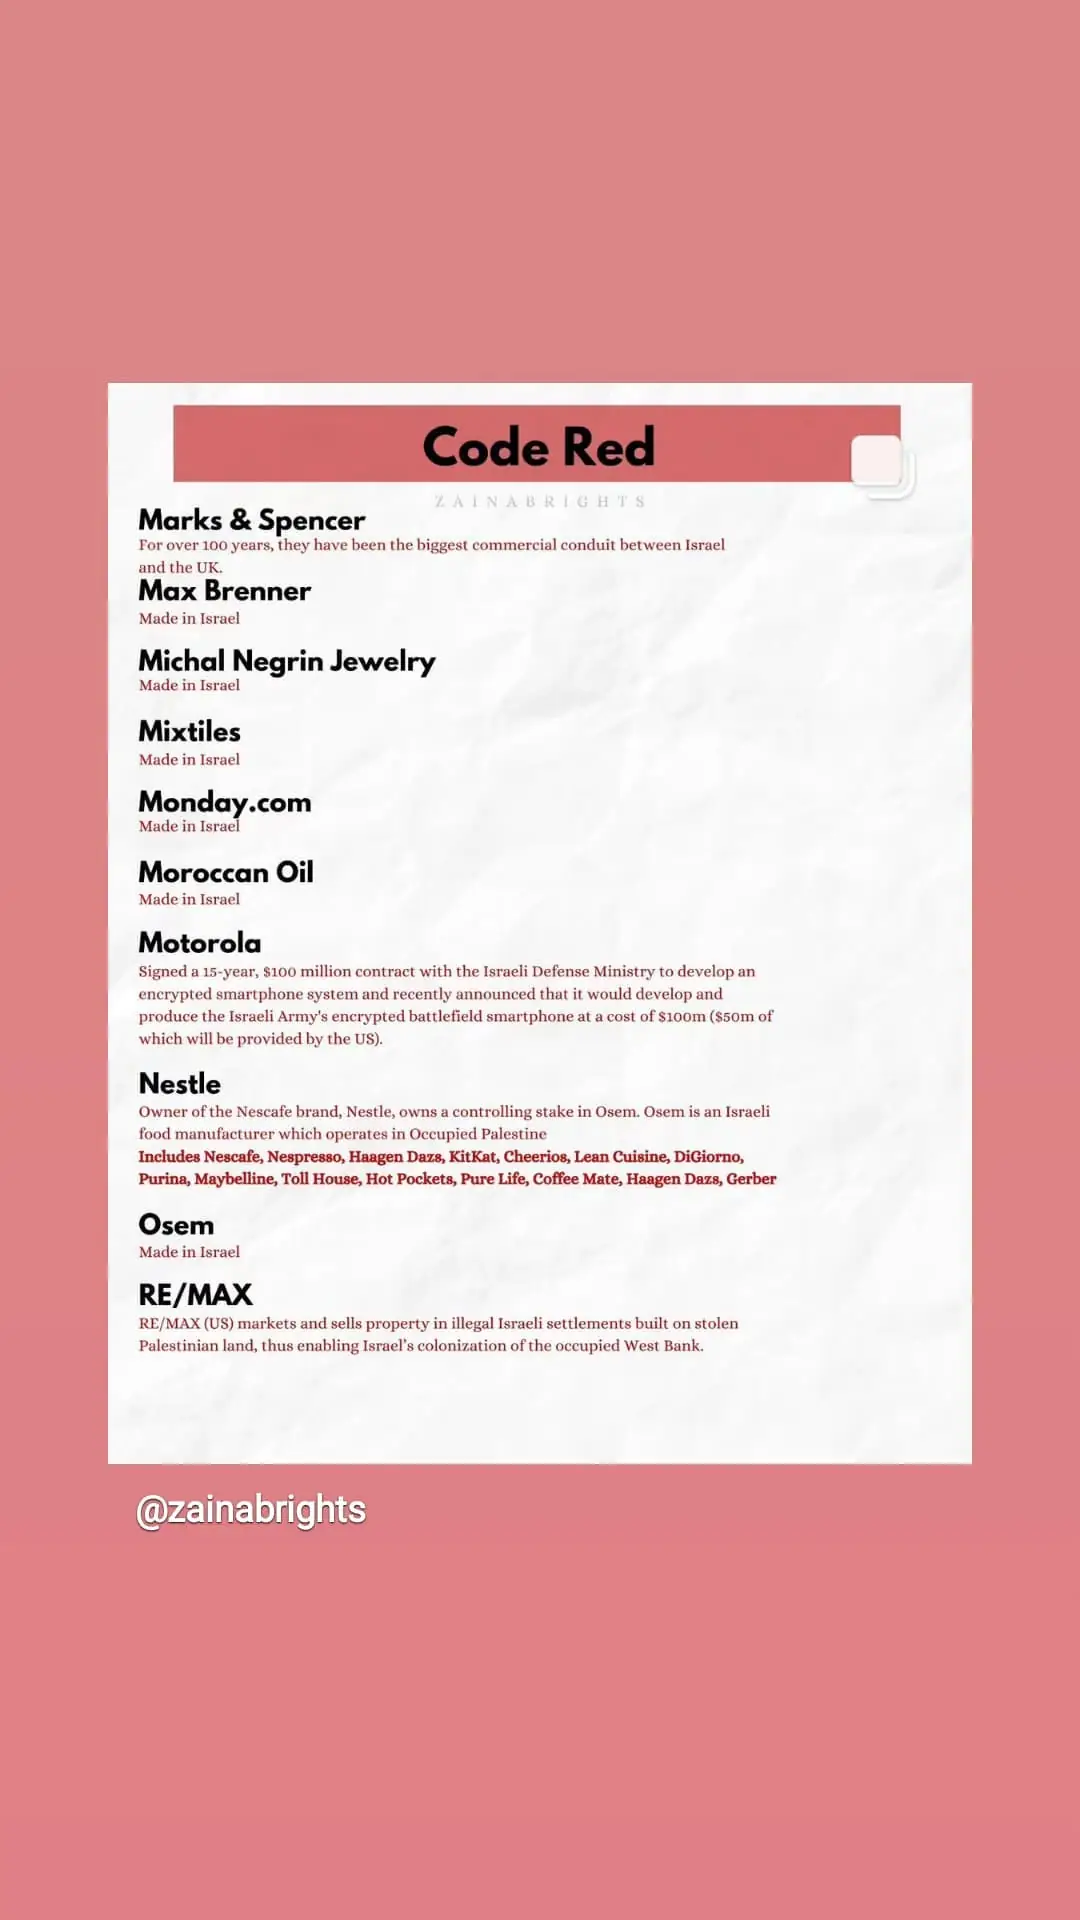 Code Red
ZAINABRIGHTS
Marks & Spencer
For over 100 years, they have been the biggest commercial conduit between Israel
and the UK.
Max Brenner
Made in Israel
Michal Negrin Jewelry
Made in Israel
Mixtiles
Made in Israel
Monday.com
Made in Israel
Moroccan Oil
Made in Israel
Motorola
Signed a 15-year, $100 million contract with the Israeli Defense Ministry to develop an
encrypted smartphone system and recently announced that it would develop and
produce the Israeli Army's encrypted battlefield smartphone at a cost of $100m ($50m of
which will be provided by the US).
Nestle
Owner of the Nescafe brand, Nestle, owns a controlling stake in Osem. Osem is an Israeli
food manufacturer which operates in Occupied Palestine
Includes Nescafe, Nespresso, Haagen Dazs, KitKat, Cheerios, Lean Cuisine, DiGiorno,
Purina, Maybelline, Toll House, Hot Pockets, Pure Life, Coffee Mate, Haagen Dazs, Gerber
Osem
Made in Israel
RE/MAX
RE/MAX (US) markets and sells property in illegal Israeli settlements built on stolen
Palestinian land, thus enabling Israel's colonization of the occupied West Bank.
@zainabrights